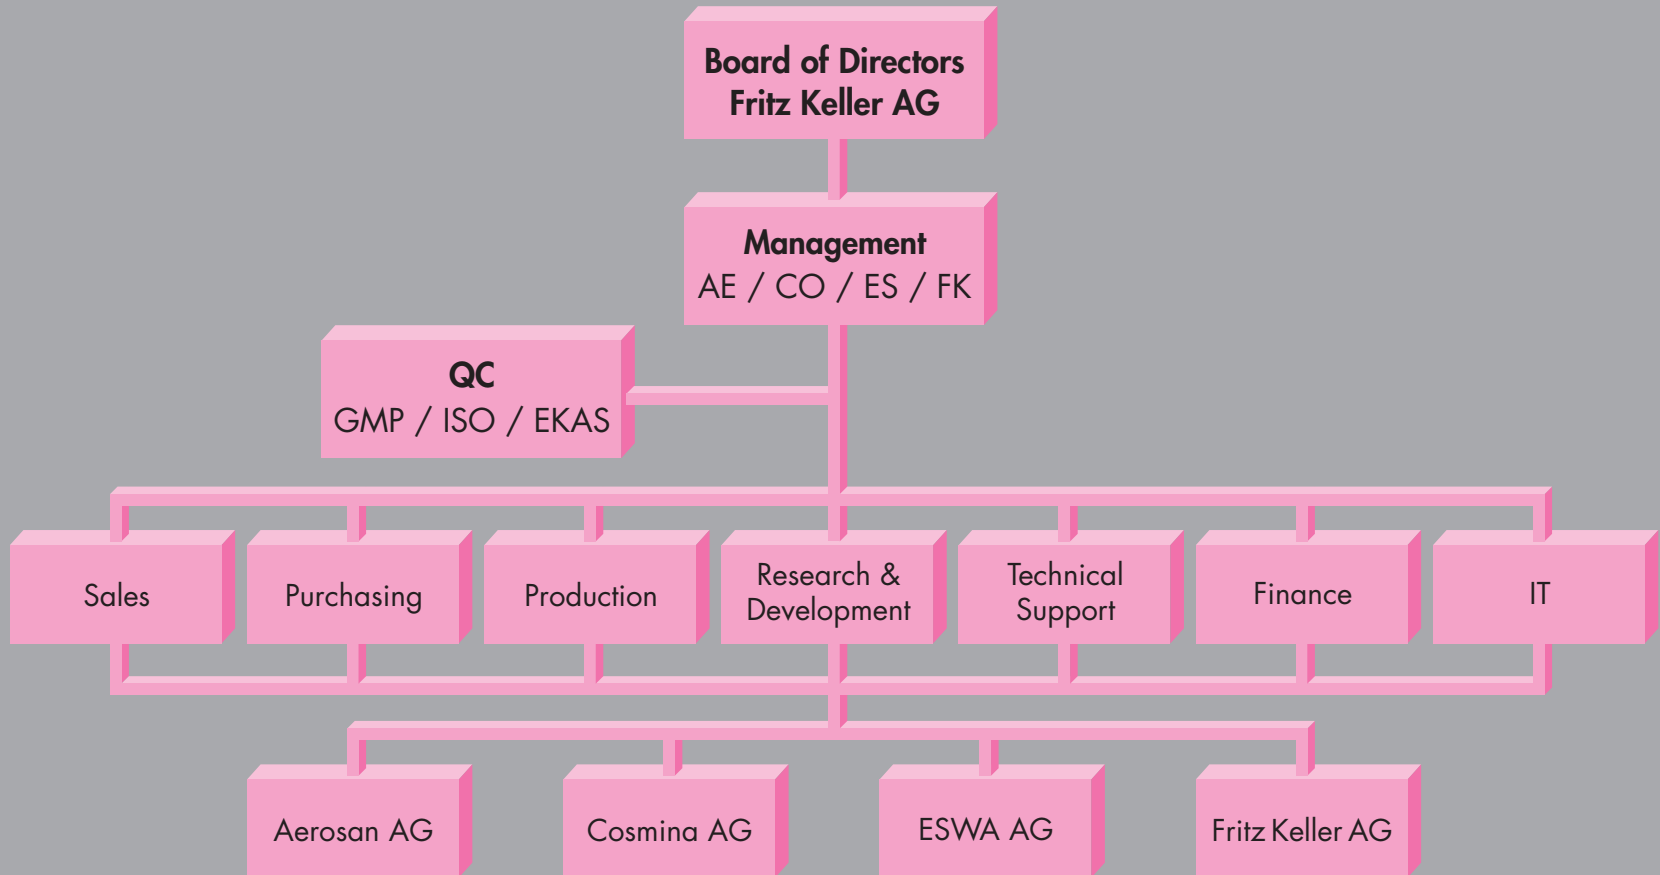 Board of Directors
Fritz Keller AG
Management
AE / CO / ES / FK
QC
GMP / ISO / EKAS
Sales
Purchasing
Production
Research &
Development
Technical
Support
Finance
IT
Aerosan AG
Cosmina AG
ESWA AG
Fritz Keller AG